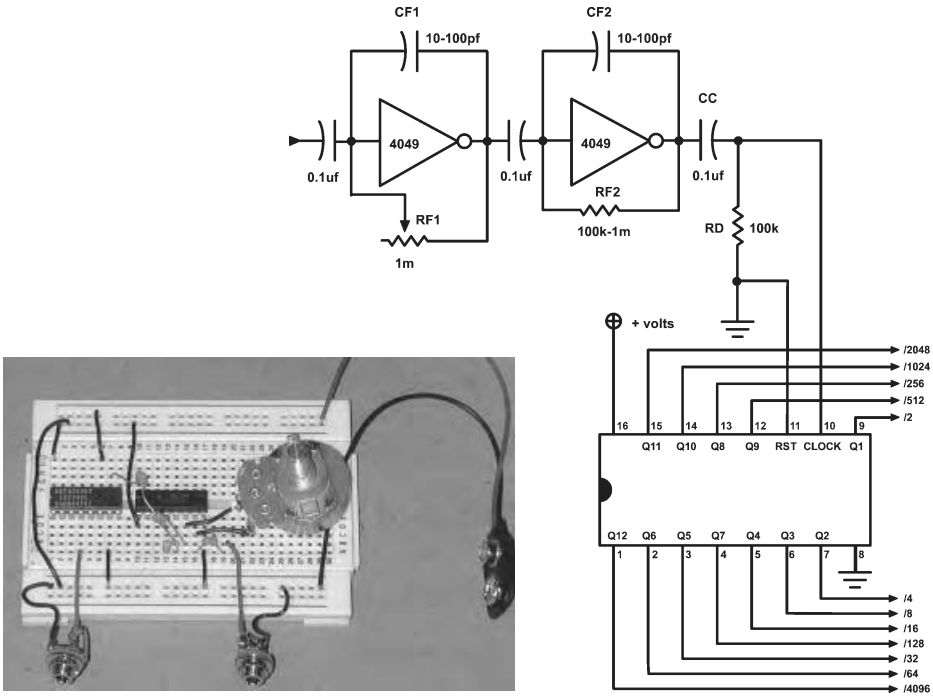 CF1
10-100pf
4049
0.1uf
RF1
1m
CF2
10-100pf
4049
0.1uf
RF2
100k-1m
CC
0.1uf
RD
100k
+ volts
/2048
/1024
/256
/512
/2
16 15 14 13 12 11 10 9
Q11 Q10 Q8 Q9 RST CLOCK Q1
Q12 Q6 Q5 Q7 Q4 Q3 Q2
1 2 3 4 5 6 7 8
/4
/8
/16
/128
/32
/64
/4096